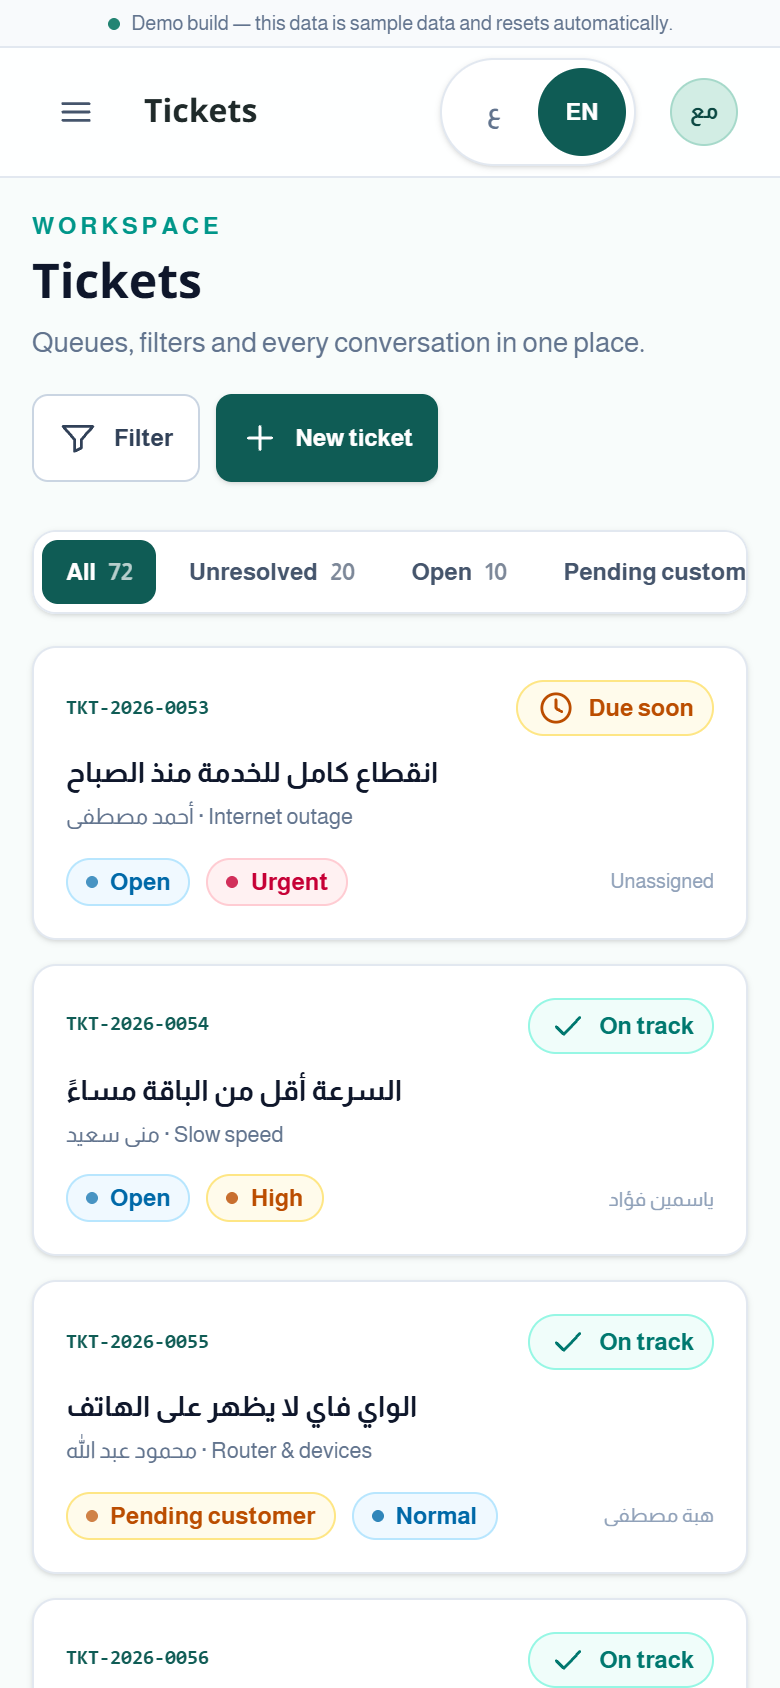 Demo build — this data is sample data and resets automatically.
Tickets
ع EN
مع
WORKSPACE
Tickets
Queues, filters and every conversation in one place.
Filter
New ticket
All 72 Unresolved 20 Open 10 Pending custom
TKT-2026-0053
Due soon
انقطاع كامل للخدمة منذ الصباح
أحمد مصطفى · Internet outage
Open Urgent Unassigned
TKT-2026-0054
On track
السرعة أقل من الباقة مساءً
منى سعيد · Slow speed
Open High ياسمين فؤاد
TKT-2026-0055
On track
الواي فاي لا يظهر على الهاتف
محمود عبد الله · Router & devices
Pending customer Normal هبة مصطفى
TKT-2026-0056
On track